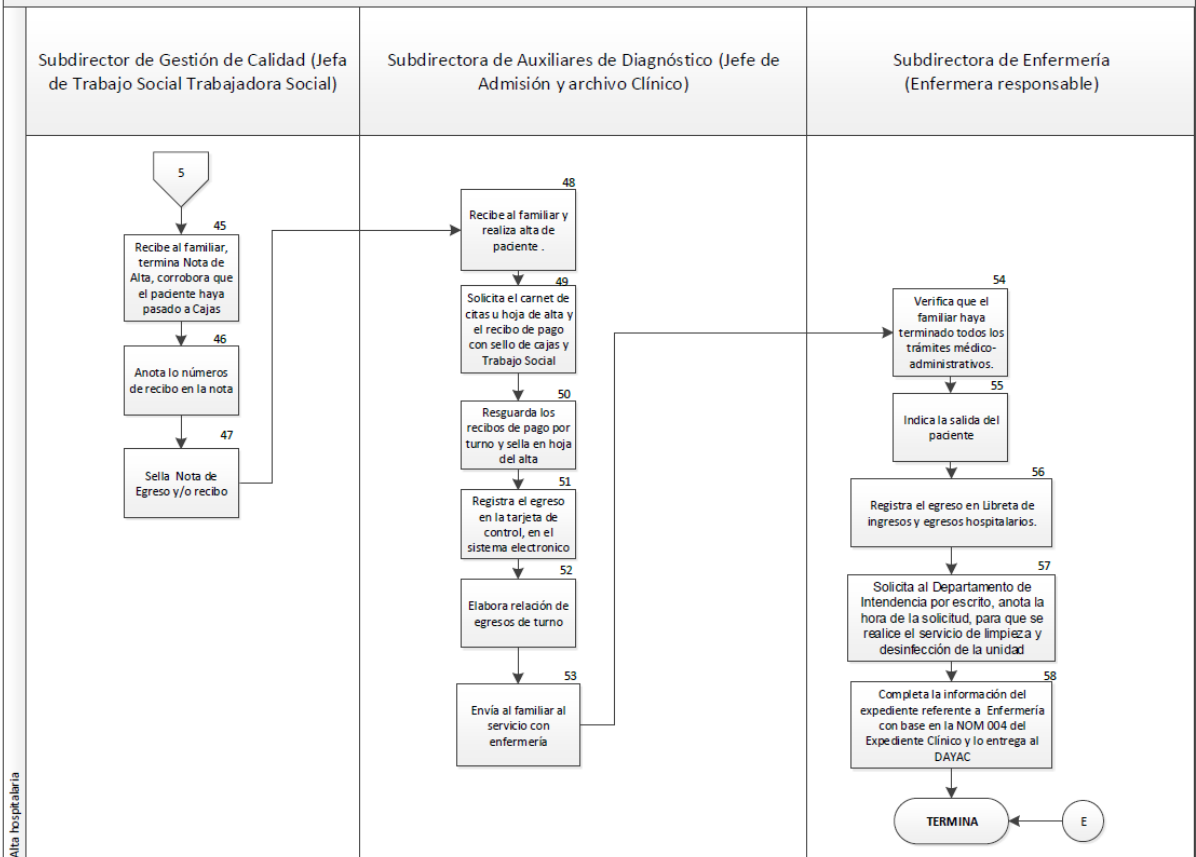 Subdirector de Gestión de Calidad (Jefa
de Trabajo Social Trabajadora Social)
Subdirectora de Auxiliares de Diagnóstico (Jefe de
Admisión y archivo Clínico)
Subdirectora de Enfermería
(Enfermera responsable)
5
45
Recibe al familiar,
termina Nota de
Alta, corrobora que
el paciente haya
pasado a Cajas
46
Anota lo números
de recibo en la nota
47
Sella Nota de
Egreso y/o recibo
48
Recibe al familiar y
realiza alta de
paciente .
49
Solicita el carnet de
citas u hoja de alta y
el recibo de pago
con sello de cajas y
Trabajo Social
50
Resguarda los
recibos de pago por
turno y sella en hoja
del alta
51
Registra el egreso
en la tarjeta de
control, en el
sistema electronico
52
Elabora relación de
egresos de turno
53
Envía al familiar al
servicio con
enfermería
54
Verifica que el
familiar haya
terminado todos los
trámites médico-
administrativos.
55
Indica la salida del
paciente
56
Registra el egreso en Libreta de
ingresos y egresos hospitalarios.
57
Solicita al Departamento de
Intendencia por escrito, anota la
hora de la solicitud, para que se
realice el servicio de limpieza y
desinfección de la unidad
58
Completa la información del
expediente referente a Enfermería
con base en la NOM 004 del
Expediente Clínico y lo entrega al
DAYAC
TERMINA
E
Alta hospitalaria